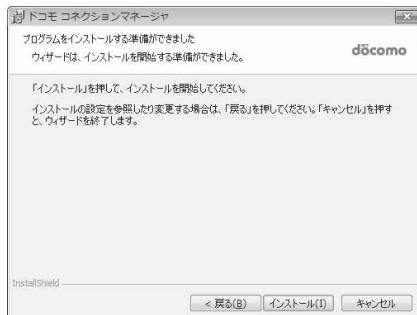 ドコモ コネクションマネージャ
プログラムをインストールする準備ができました
ウィザードは、インストールを開始する準備ができました。
döcomo
「インストール」を押して、インストールを開始してください。
インストールの設定を参照したり変更する場合は、「戻る」を押してください。「キャンセル」を押す
と、ウィザードを終了します。
InstallShield
< 戻る(B)
インストール(I)
キャンセル